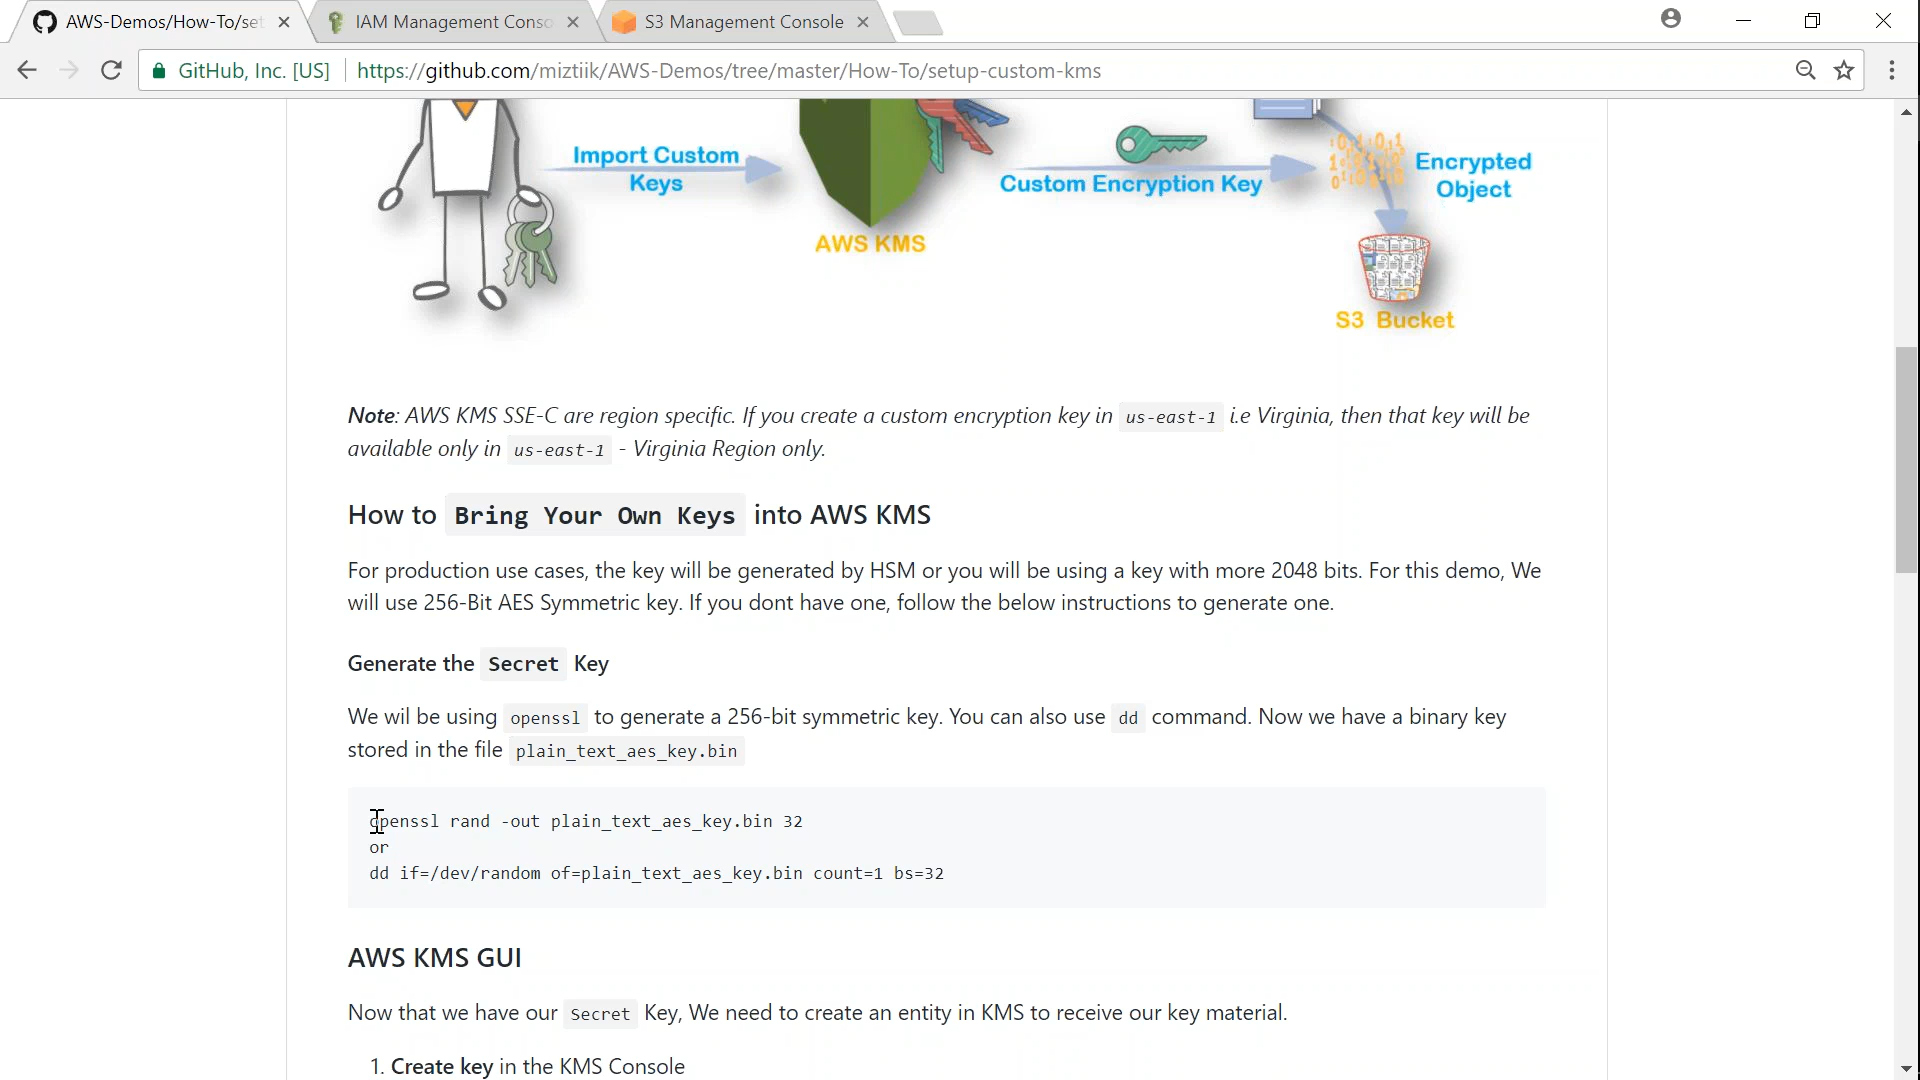 AWS-Demos/How-To/set
IAM Management Conso
S3 Management Console
GitHub, Inc. [US]
https://github.com/miztiik/AWS-Demos/tree/master/How-To/setup-custom-kms
Import Custom
Keys
AWS KMS
Custom Encryption Key
Encrypted
Object
S3 Bucket
Note: AWS KMS SSE-C are region specific. If you create a custom encryption key in us-east-1 i.e Virginia, then that key will be
available only in us-east-1 - Virginia Region only.
How to Bring Your Own Keys into AWS KMS
For production use cases, the key will be generated by HSM or you will be using a key with more 2048 bits. For this demo, We
will use 256-Bit AES Symmetric key. If you dont have one, follow the below instructions to generate one.
Generate the Secret Key
We wil be using openssl to generate a 256-bit symmetric key. You can also use dd command. Now we have a binary key
stored in the file plain_text_aes_key.bin
openssl rand -out plain_text_aes_key.bin 32
or
dd if=/dev/random of=plain_text_aes_key.bin count=1 bs=32
AWS KMS GUI
Now that we have our Secret Key, We need to create an entity in KMS to receive our key material.
1. Create key in the KMS Console